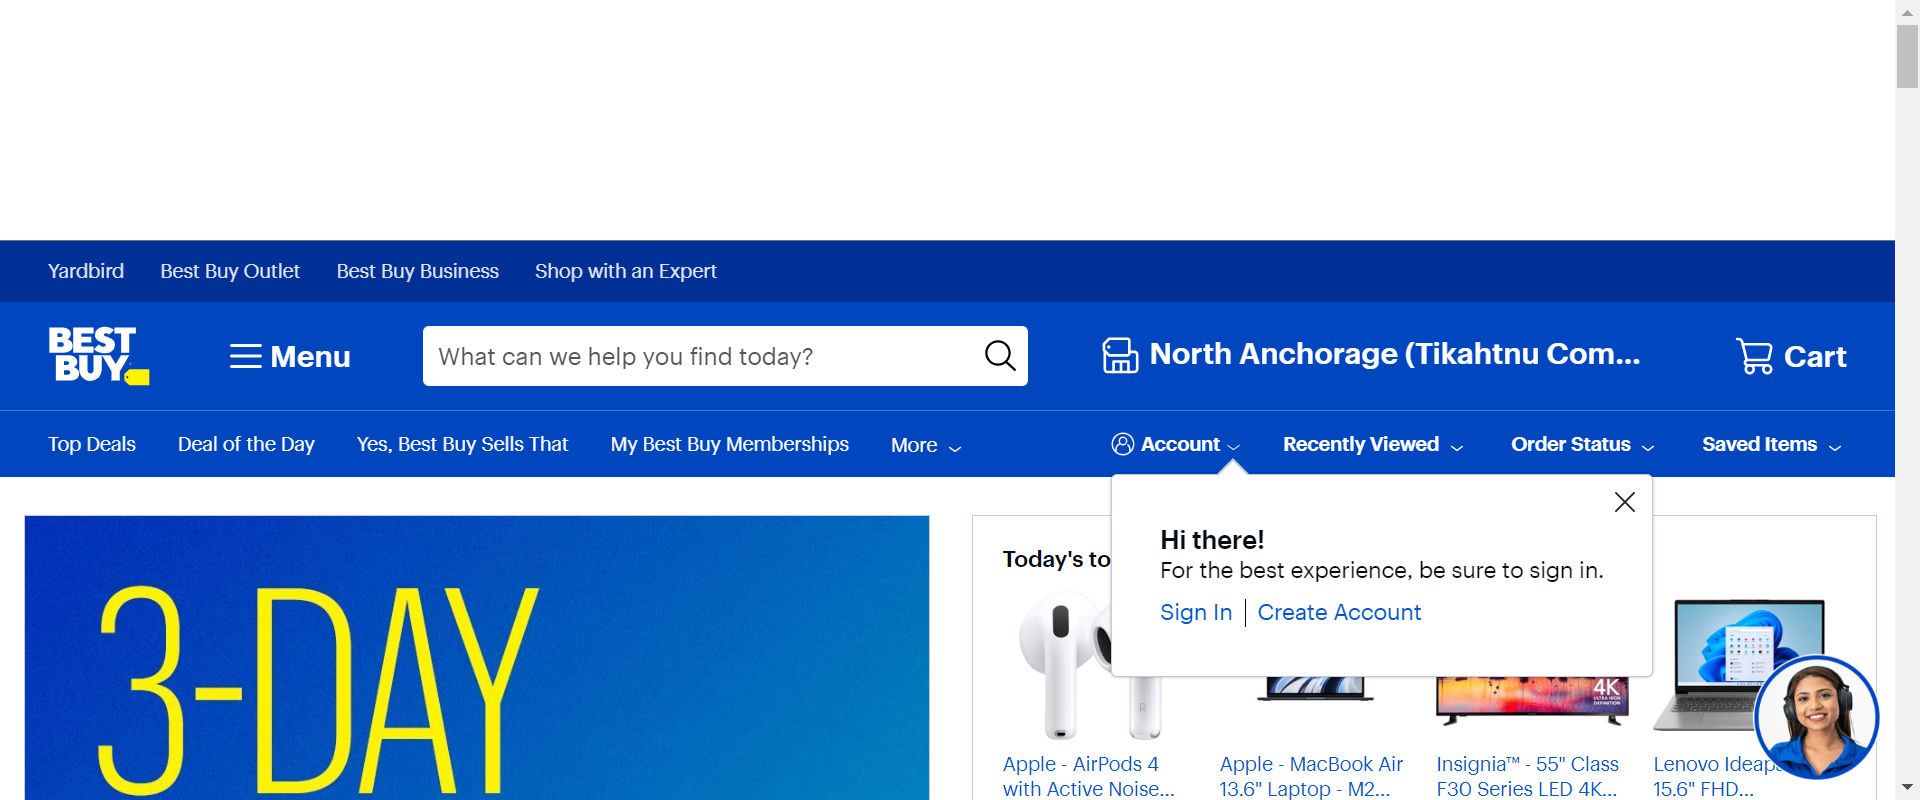 Yardbird
Best Buy Outlet
Best Buy Business
Shop with an Expert
BEST
BUY
Menu
What can we help you find today?
North Anchorage (Tikahtnu Com...
Cart
Top Deals
Deal of the Day
Yes, Best Buy Sells That
My Best Buy Memberships
More
Account
Recently Viewed
Order Status
Saved Items
3-DAY
Today's to
Hi there!
For the best experience, be sure to sign in.
Sign In
Create Account
R
4K
ULTRA HIGH
DEFINITION
Apple - AirPods 4
with Active Noise...
Apple - MacBook Air
13.6" Laptop - M2...
Insignia™ - 55" Class
F30 Series LED 4K...
Lenovo Ideap
15.6" FHD...